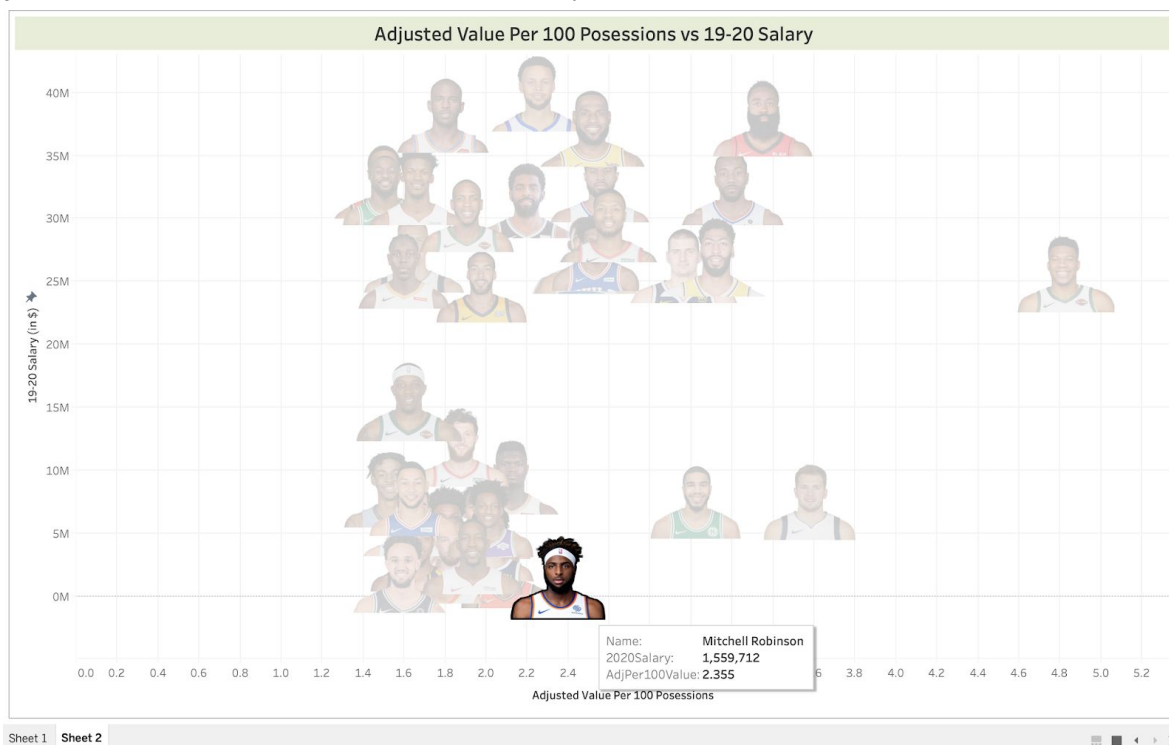 Adjusted Value Per 100 Posessions vs 19-20 Salary
40M
35M
30M
25M
20M
15M
10M
5M
0M
19-20 Salary (in $)
Name: Mitchell Robinson
2020Salary: 1,559,712
AdjPer100Value: 2.355
0.0 0.2 0.4 0.6 0.8 1.0 1.2 1.4 1.6 1.8 2.0 2.2 2.4 6 3.8 4.0 4.2 4.4 4.6 4.8 5.0 5.2
Adjusted Value Per 100 Posessions
Sheet 1 Sheet 2